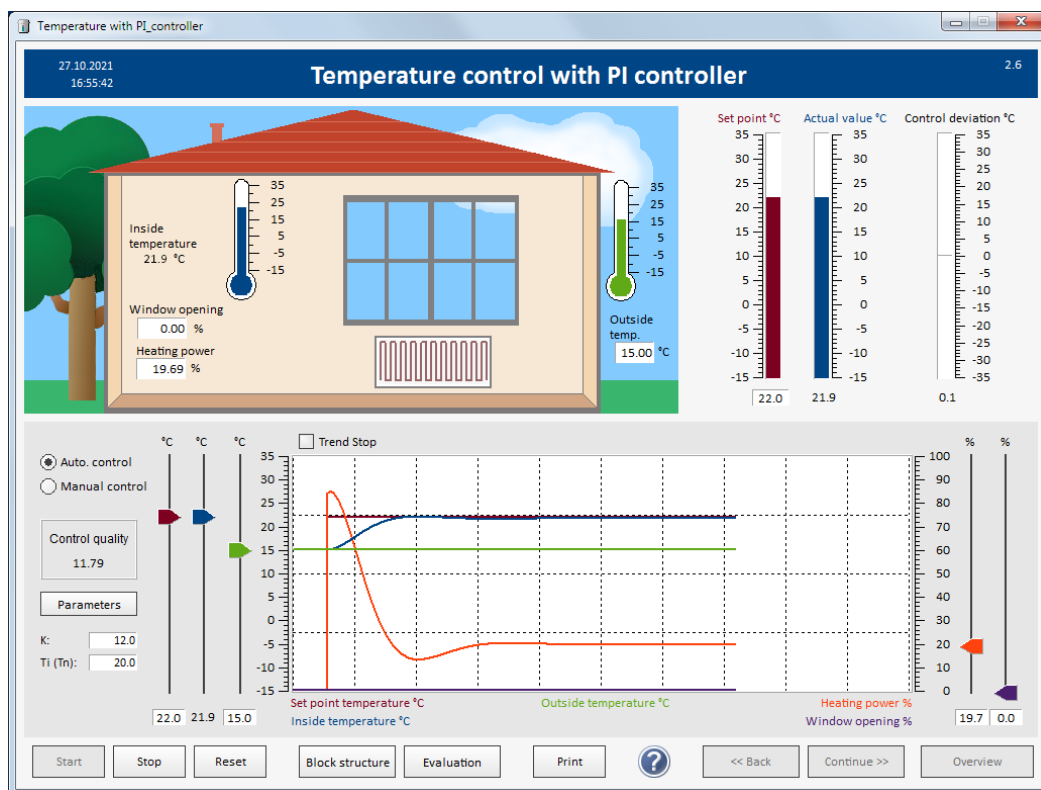 Temperature with PI_controller
27.10.2021
16:55:42
Temperature control with PI controller
2.6
Inside
temperature
21.9 °C
35
25
15
5
-5
-15
Window opening
0.00 %
Heating power
19.69 %
35
25
15
5
-5
-15
Outside
temp.
15.00 °C
Set point °C
35
30
25
20
15
10
5
0
-5
-10
-15
22.0
Actual value °C
35
30
25
20
15
10
5
0
-5
-10
-15
21.9
Control deviation °C
35
30
25
20
15
10
5
0
-5
-10
-15
-20
-25
-30
-35
0.1
Auto. control
Manual control
Control quality
11.79
Parameters
K: 12.0
Ti (Tn): 20.0
°C °C °C
22.0 21.9 15.0
Trend Stop
35
30
25
20
15
10
5
0
-5
-10
-15
100
90
80
70
60
50
40
30
20
10
0
Set point temperature °C
Inside temperature °C
Outside temperature °C
Heating power %
Window opening %
% %
19.7 0.0
Start
Stop
Reset
Block structure
Evaluation
Print
?
<< Back
Continue >>
Overview